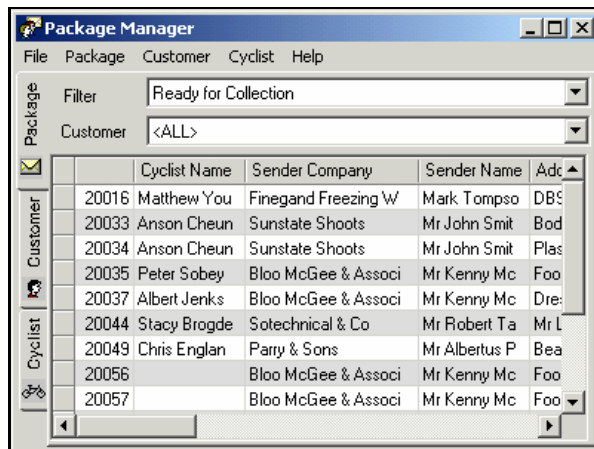 Package Manager
File Package Customer Cyclist Help
Package
Customer
Cyclist
Filter Ready for Collection
Customer <ALL>
Cyclist Name Sender Company Sender Name Adc
20016 Matthew You Finegand Freezing W Mark Tompso DBS
20033 Anson Cheun Sunstate Shoots Mr John Smit Bod
20034 Anson Cheun Sunstate Shoots Mr John Smit Plas
20035 Peter Sobey Bloo McGee & Associ Mr Kenny Mc Foo
20037 Albert Jenks Bloo McGee & Associ Mr Kenny Mc Dre
20044 Stacy Brogde Sotechnical & Co Mr Robert Ta Mr L
20049 Chris Englan Parry & Sons Mr Albertus P Bea
20056 Bloo McGee & Associ Mr Kenny Mc Foo
20057 Bloo McGee & Associ Mr Kenny Mc Foo